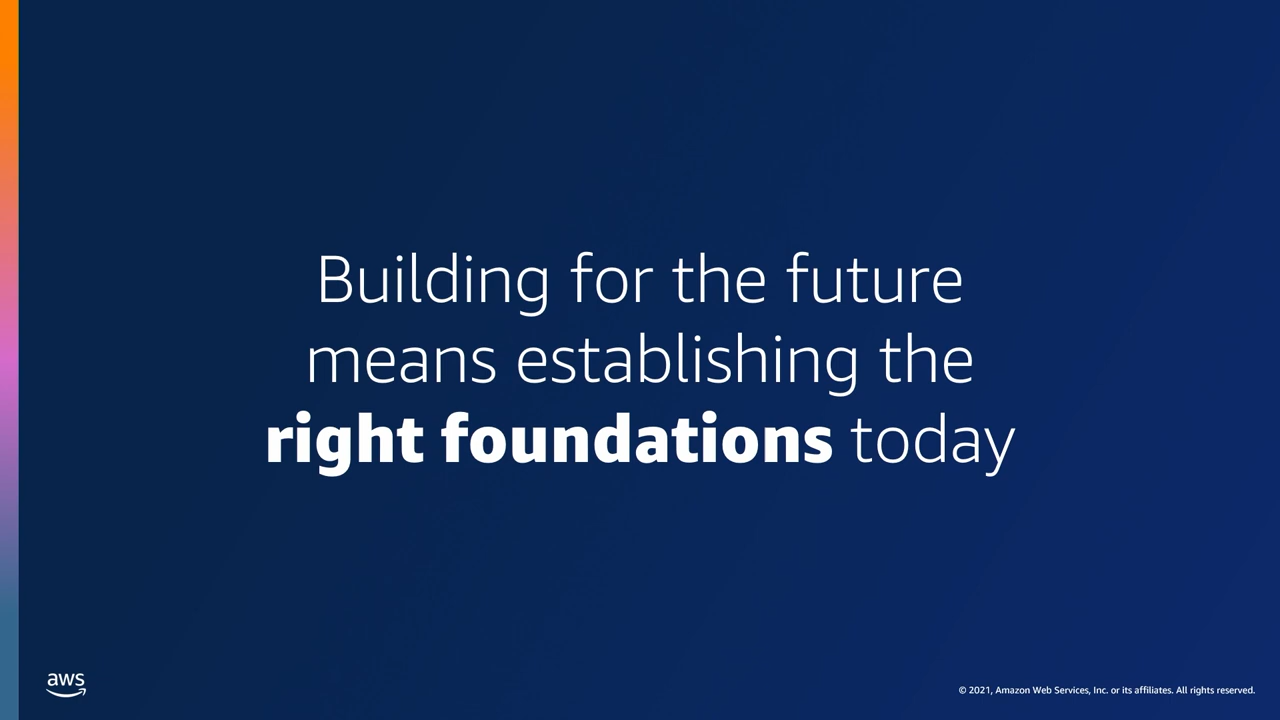 Building for the future
means establishing the
right foundations today
aws
© 2021, Amazon Web Services, Inc. or its affiliates. All rights reserved.